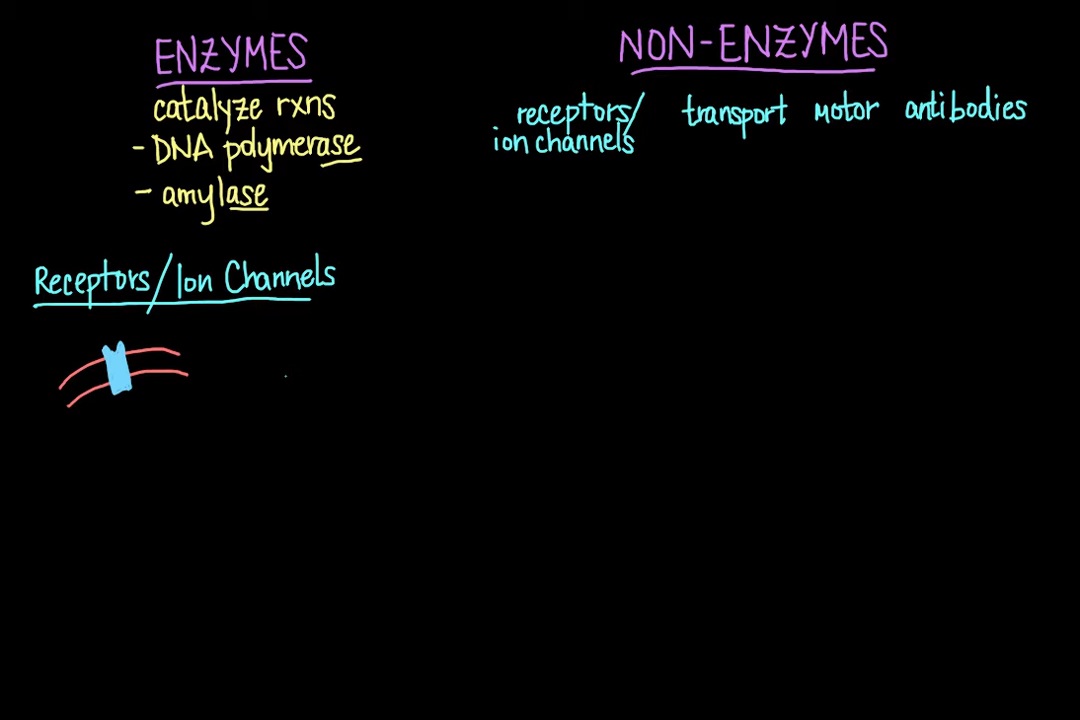 ENZYMES
catalyze rxns
- DNA polymerase
- amylase
NON-ENZYMES
receptors/ transport motor antibodies
ion channels
Receptors/Ion Channels